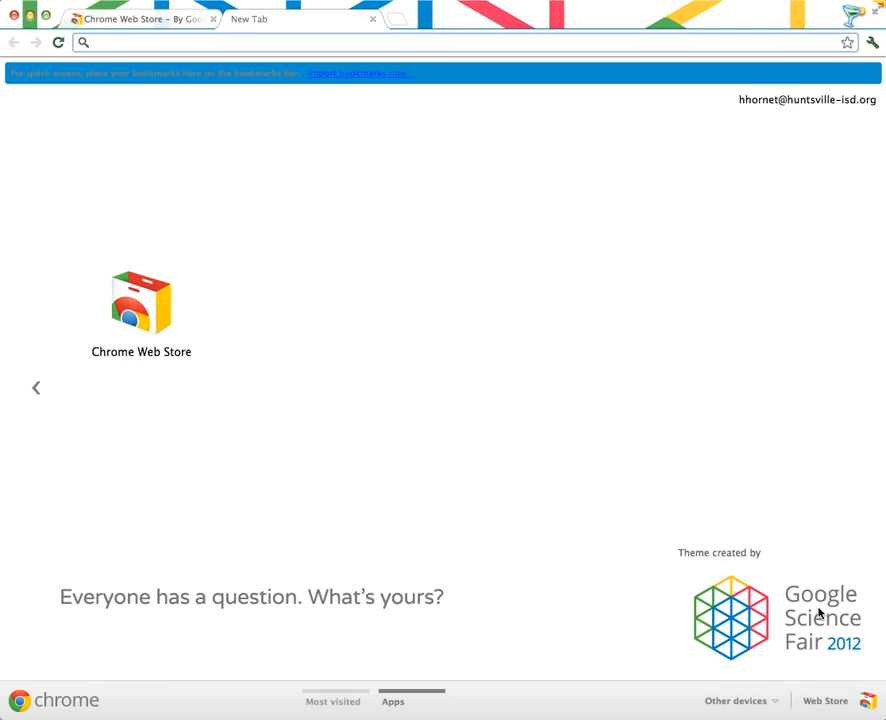 Chrome Web Store – By Goo
New Tab
For quick access, place your bookmarks here on the bookmarks bar. Import bookmarks now...
hhornet@huntsville-isd.org
Chrome Web Store
Theme created by
Everyone has a question. What's yours?
Google
Science
Fair 2012
chrome
Most visited
Apps
Other devices
Web Store